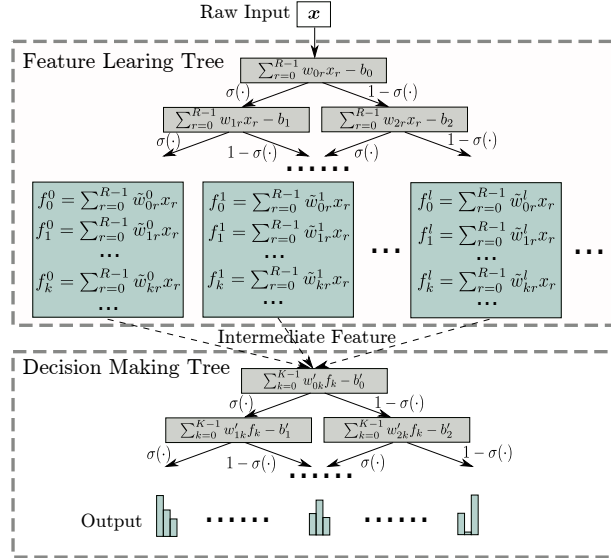 Raw Input x
Feature Learing Tree
∑_{r=0}^{R-1} w_{0r}x_r − b_0
σ(·) 1 − σ(·)
∑_{r=0}^{R-1} w_{1r}x_r − b_1 ∑_{r=0}^{R-1} w_{2r}x_r − b_2
σ(·) 1 − σ(·) ...... σ(·) 1 − σ(·)
f_0^0 = ∑_{r=0}^{R-1} w̃_{0r}^0 x_r
f_1^0 = ∑_{r=0}^{R-1} w̃_{1r}^0 x_r
...
f_k^0 = ∑_{r=0}^{R-1} w̃_{kr}^0 x_r
...
f_0^1 = ∑_{r=0}^{R-1} w̃_{0r}^1 x_r
f_1^1 = ∑_{r=0}^{R-1} w̃_{1r}^1 x_r
...
f_k^1 = ∑_{r=0}^{R-1} w̃_{kr}^1 x_r
...
...
f_0^l = ∑_{r=0}^{R-1} w̃_{0r}^l x_r
f_1^l = ∑_{r=0}^{R-1} w̃_{1r}^l x_r
...
f_k^l = ∑_{r=0}^{R-1} w̃_{kr}^l x_r
...
...
Intermediate Feature
Decision Making Tree
∑_{k=0}^{K-1} w'_{0k}f_k − b'_0
σ(·) 1 − σ(·)
∑_{k=0}^{K-1} w'_{1k}f_k − b'_1 ∑_{k=0}^{K-1} w'_{2k}f_k − b'_2
σ(·) 1 − σ(·) ...... σ(·) 1 − σ(·)
Output ...... ......